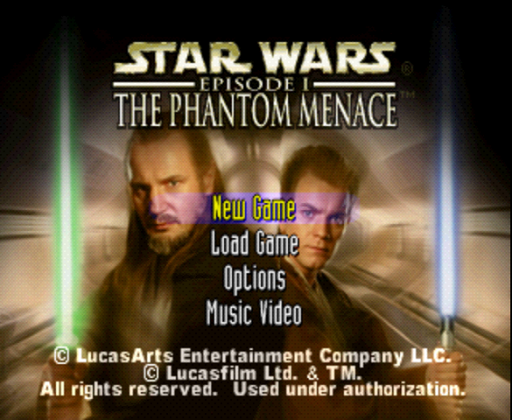 STAR WARS®
EPISODE I
THE PHANTOM MENACE™
New Game
Load Game
Options
Music Video
© LucasArts Entertainment Company LLC.
© Lucasfilm Ltd. & TM.
All rights reserved. Used under authorization.